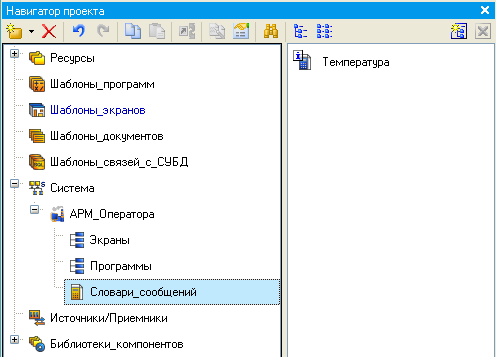 Навигатор проекта
Ресурсы
Шаблоны_программ
Шаблоны_экранов
Шаблоны_документов
Шаблоны_связей_с_СУБД
Система
АРМ_Оператора
Экраны
Программы
Словари_сообщений
Источники/Приемники
Библиотеки_компонентов
Температура